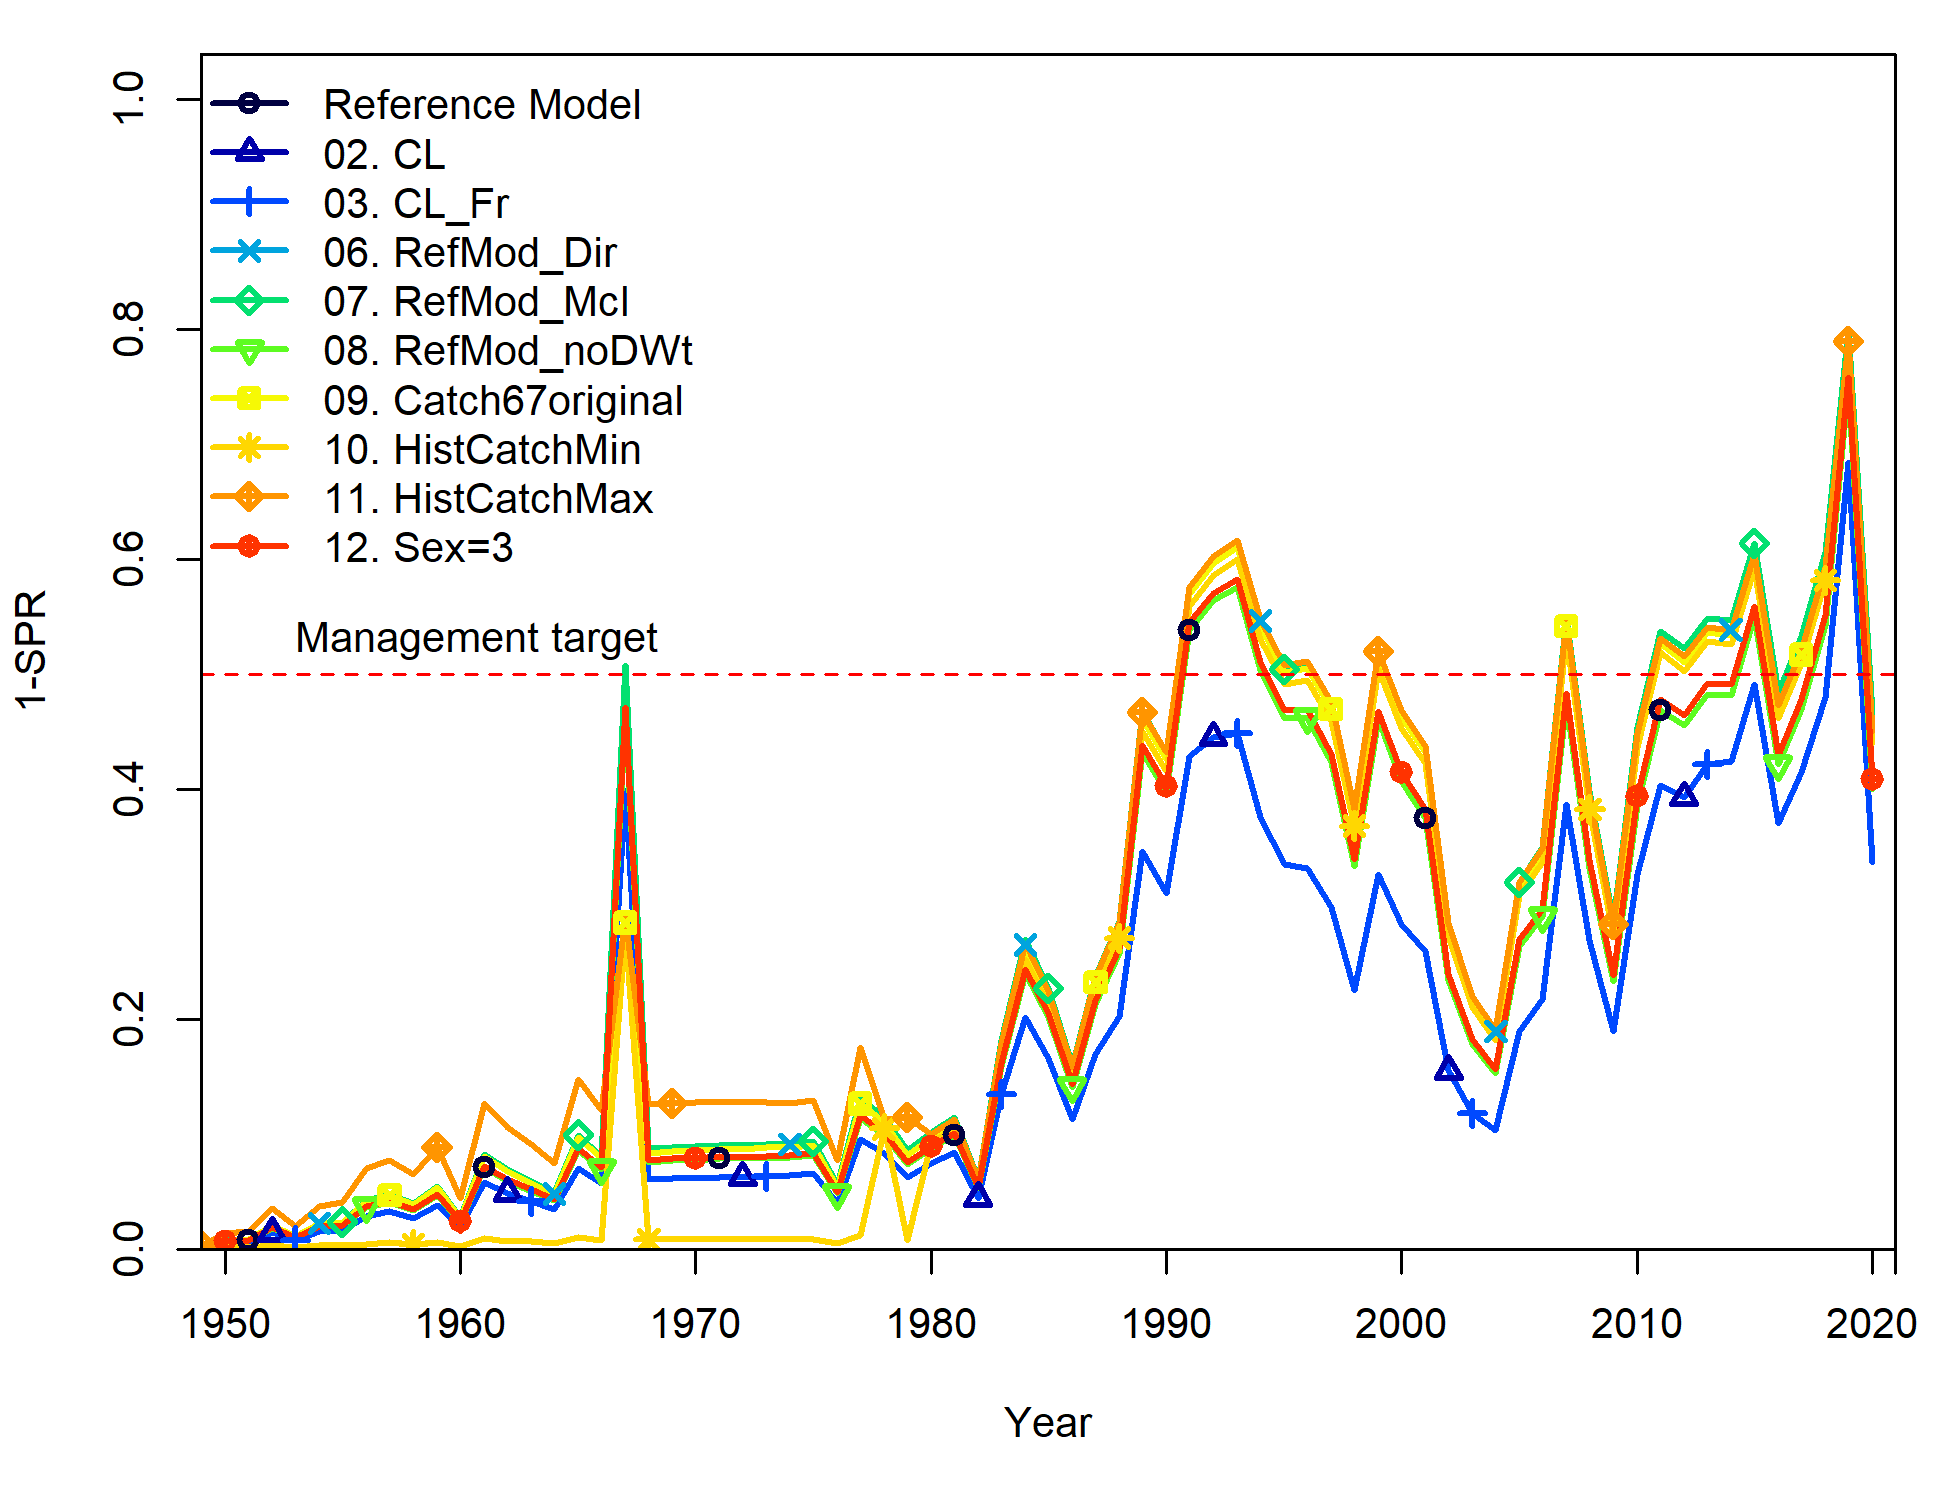 1.0
0.8
0.6
0.4
0.2
0.0
1-SPR
Reference Model
02. CL
03. CL_Fr
06. RefMod_Dir
07. RefMod_Mcl
08. RefMod_noDWt
09. Catch67original
10. HistCatchMin
11. HistCatchMax
12. Sex=3
Management target
1950 1960 1970 1980 1990 2000 2010 2020
Year